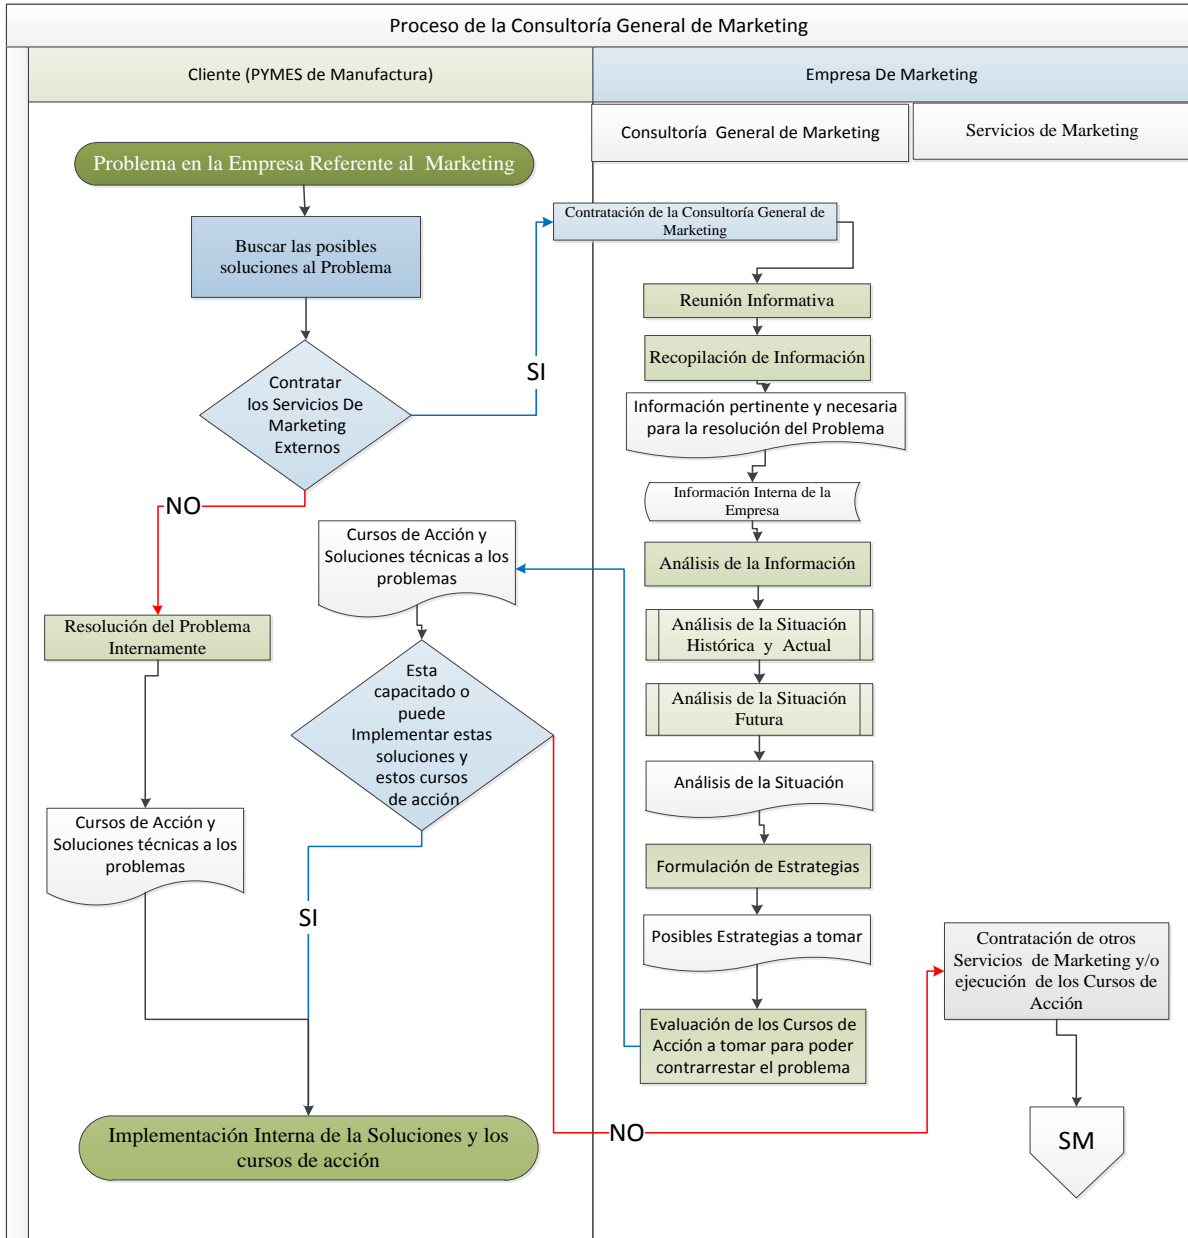 Proceso de la Consultoría General de Marketing
Cliente (PYMES de Manufactura)
Empresa De Marketing
Consultoría General de Marketing
Servicios de Marketing
Problema en la Empresa Referente al Marketing
Buscar las posibles
soluciones al Problema
Contratar
los Servicios De
Marketing
Externos
SI
NO
Contratación de la Consultoría General de
Marketing
Reunión Informativa
Recopilación de Información
Información pertinente y necesaria
para la resolución del Problema
Información Interna de la
Empresa
Análisis de la Información
Análisis de la Situación
Histórica y Actual
Análisis de la Situación
Futura
Análisis de la Situación
Formulación de Estrategias
Posibles Estrategias a tomar
Evaluación de los Cursos de
Acción a tomar para poder
contrarrestar el problema
Cursos de Acción y
Soluciones técnicas a los
problemas
Esta
capacitado o
puede
Implementar estas
soluciones y
estos cursos
de acción
SI
NO
Resolución del Problema
Internamente
Cursos de Acción y
Soluciones técnicas a los
problemas
Implementación Interna de la Soluciones y los
cursos de acción
Contratación de otros
Servicios de Marketing y/o
ejecución de los Cursos de
Acción
SM